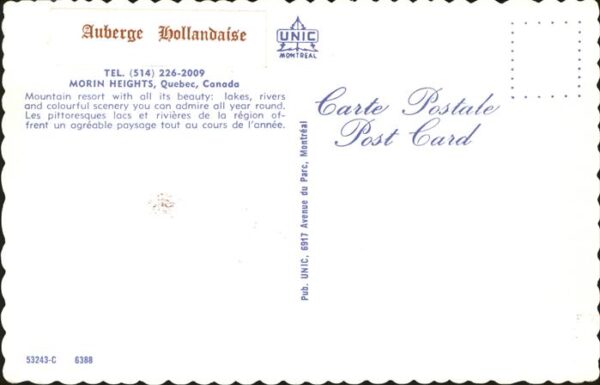 Auberge Hollandaise
TEL. (514) 226-2009
MORIN HEIGHTS, Quebec, Canada
Mountain resort with all its beauty: lakes, rivers
and colourful scenery you can admire all year round.
Les pittoresques lacs et rivières de la région of-
frent un agréable paysage tout au cours de l'année.
UNIC
MONTREAL
Carte Postale
Post Card
Pub. UNIC, 6917 Avenue du Parc, Montréal
53243-C 6388